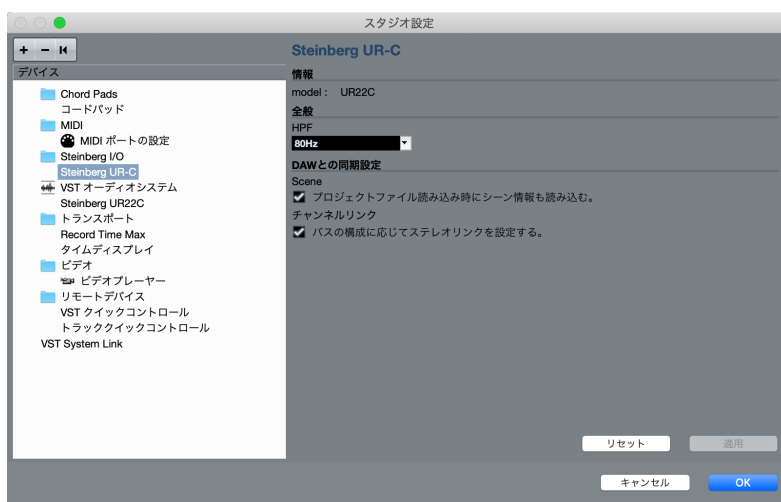 スタジオ設定
デバイス
Chord Pads
コードパッド
MIDI
MIDI ポートの設定
Steinberg I/O
Steinberg UR-C
VST オーディオシステム
Steinberg UR22C
トランスポート
Record Time Max
タイムディスプレイ
ビデオ
ビデオプレーヤー
リモートデバイス
VST クイックコントロール
トラッククイックコントロール
VST System Link
Steinberg UR-C
情報
model : UR22C
全般
HPF
80Hz
DAWとの同期設定
Scene
プロジェクトファイル読み込み時にシーン情報も読み込む。
チャンネルリンク
バスの構成に応じてステレオリンクを設定する。
リセット
適用
キャンセル
OK